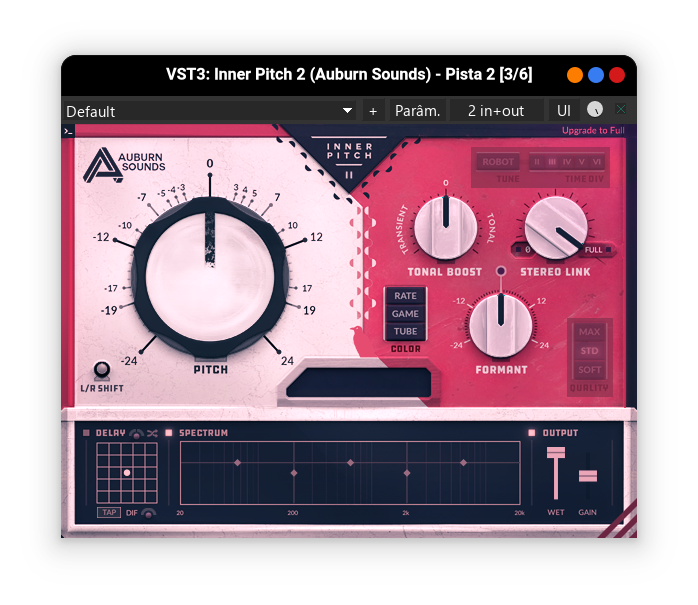 VST3: Inner Pitch 2 (Auburn Sounds) - Pista 2 [3/6]
Default + Parâm. 2 in+out UI
Upgrade to Full
AUBURN
SOUNDS
INNER
PITCH
II
ROBOT II III IV V VI
TUNE TIME DIV
0
-5 -4 -3 3 4 5
-7 7
-10 10
-12 12
-17 17
-19 19
-24 24
PITCH
L/R SHIFT
0
TRANSIENT TONAL
TONAL BOOST
0 FULL
STEREO LINK
RATE
GAME
TUBE
COLOR
-12 12
-24 24
FORMANT
MAX
STD
SOFT
QUALITY
DELAY
TAP DIF
SPECTRUM
20 200 2k 20k
OUTPUT
WET GAIN